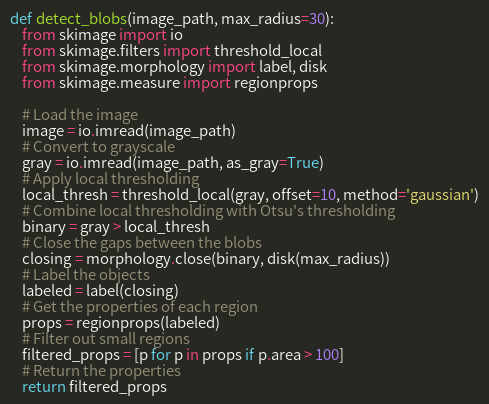 def detect_blobs(image_path, max_radius=30):
from skimage import io
from skimage.filters import threshold_local
from skimage.morphology import label, disk
from skimage.measure import regionprops
# Load the image
image = io.imread(image_path)
# Convert to grayscale
gray = io.imread(image_path, as_gray=True)
# Apply local thresholding
local_thresh = threshold_local(gray, offset=10, method='gaussian')
# Combine local thresholding with Otsu's thresholding
binary = gray > local_thresh
# Close the gaps between the blobs
closing = morphology.close(binary, disk(max_radius))
# Label the objects
labeled = label(closing)
# Get the properties of each region
props = regionprops(labeled)
# Filter out small regions
filtered_props = [p for p in props if p.area > 100]
# Return the properties
return filtered_props